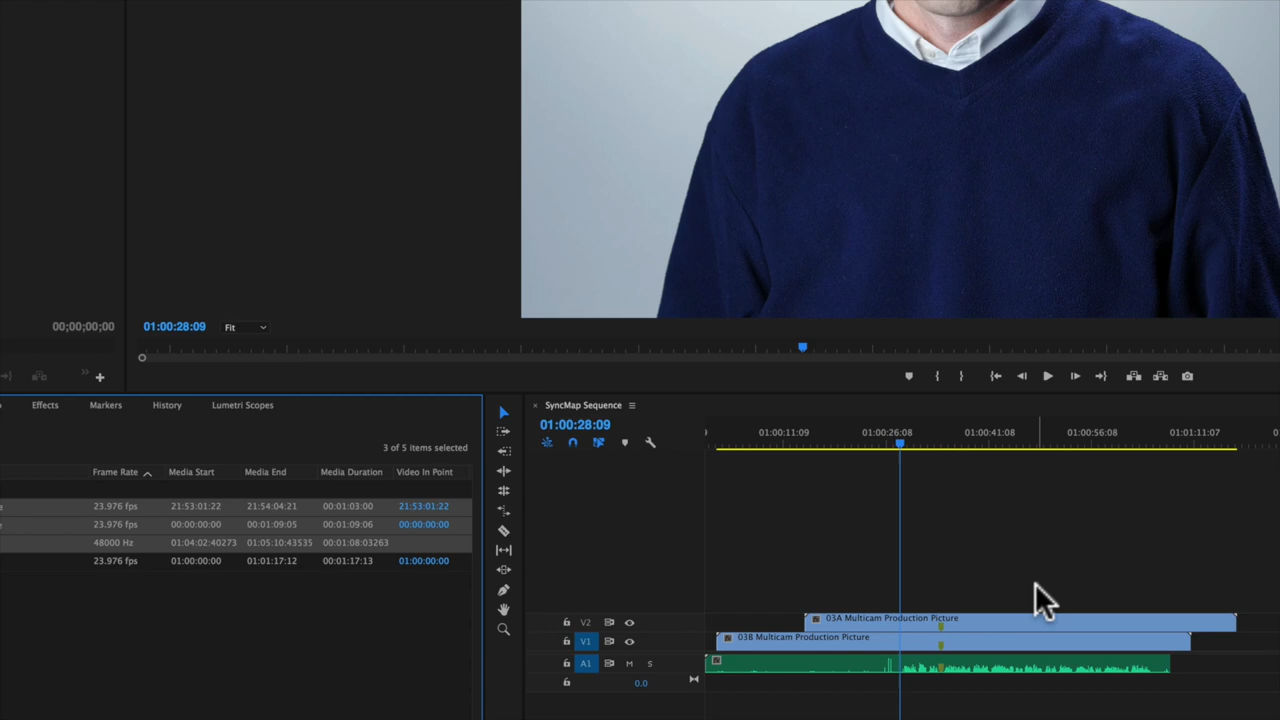 00;00;00;00
01:00:28:09
Fit
Effects
Markers
History
Lumetri Scopes
3 of 5 items selected
Frame Rate
Media Start
Media End
Media Duration
Video In Point
23.976 fps
21:53:01:22
21:54:04:21
00:01:03:00
21:53:01:22
23.976 fps
00:00:00:00
00:01:09:05
00:01:09:06
00:00:00:00
48000 Hz
01:04:02:40273
01:05:10:43535
00:01:08:03263
23.976 fps
01:00:00:00
01:01:17:12
00:01:17:13
01:00:00:00
SyncMap Sequence
01:00:28:09
01:00:11:09
01:00:26:08
01:00:41:08
01:00:56:08
01:01:11:07
V2
03A Multicam Production Picture
V1
03B Multicam Production Picture
A1
M
S
0.0